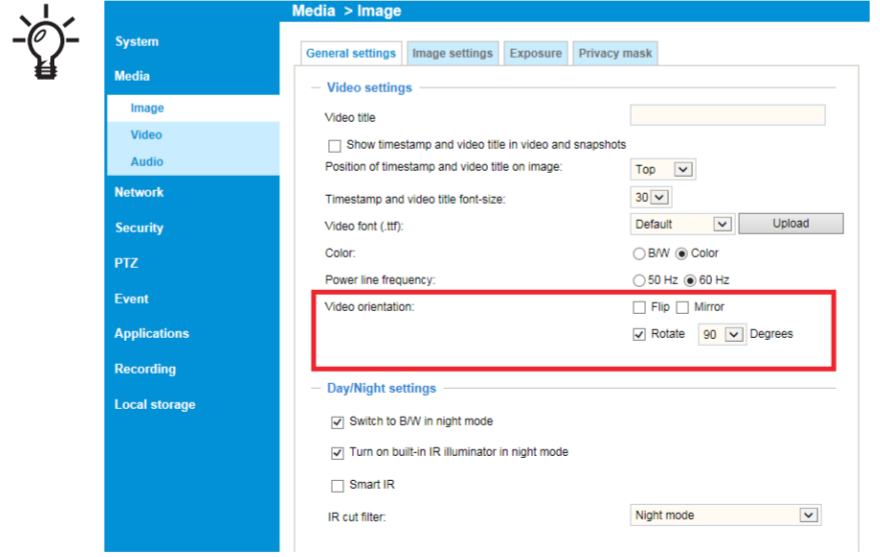 Media > Image
System
Media
Image
Video
Audio
Network
Security
PTZ
Event
Applications
Recording
Local storage
General settings Image settings Exposure Privacy mask
Video settings
Video title
Show timestamp and video title in video and snapshots
Position of timestamp and video title on image: Top
Timestamp and video title font-size: 30
Video font (.ttf): Default Upload
Color: B/W Color
Power line frequency: 50 Hz 60 Hz
Video orientation: Flip Mirror
Rotate 90 Degrees
Day/Night settings
Switch to B/W in night mode
Turn on built-in IR illuminator in night mode
Smart IR
IR cut filter: Night mode